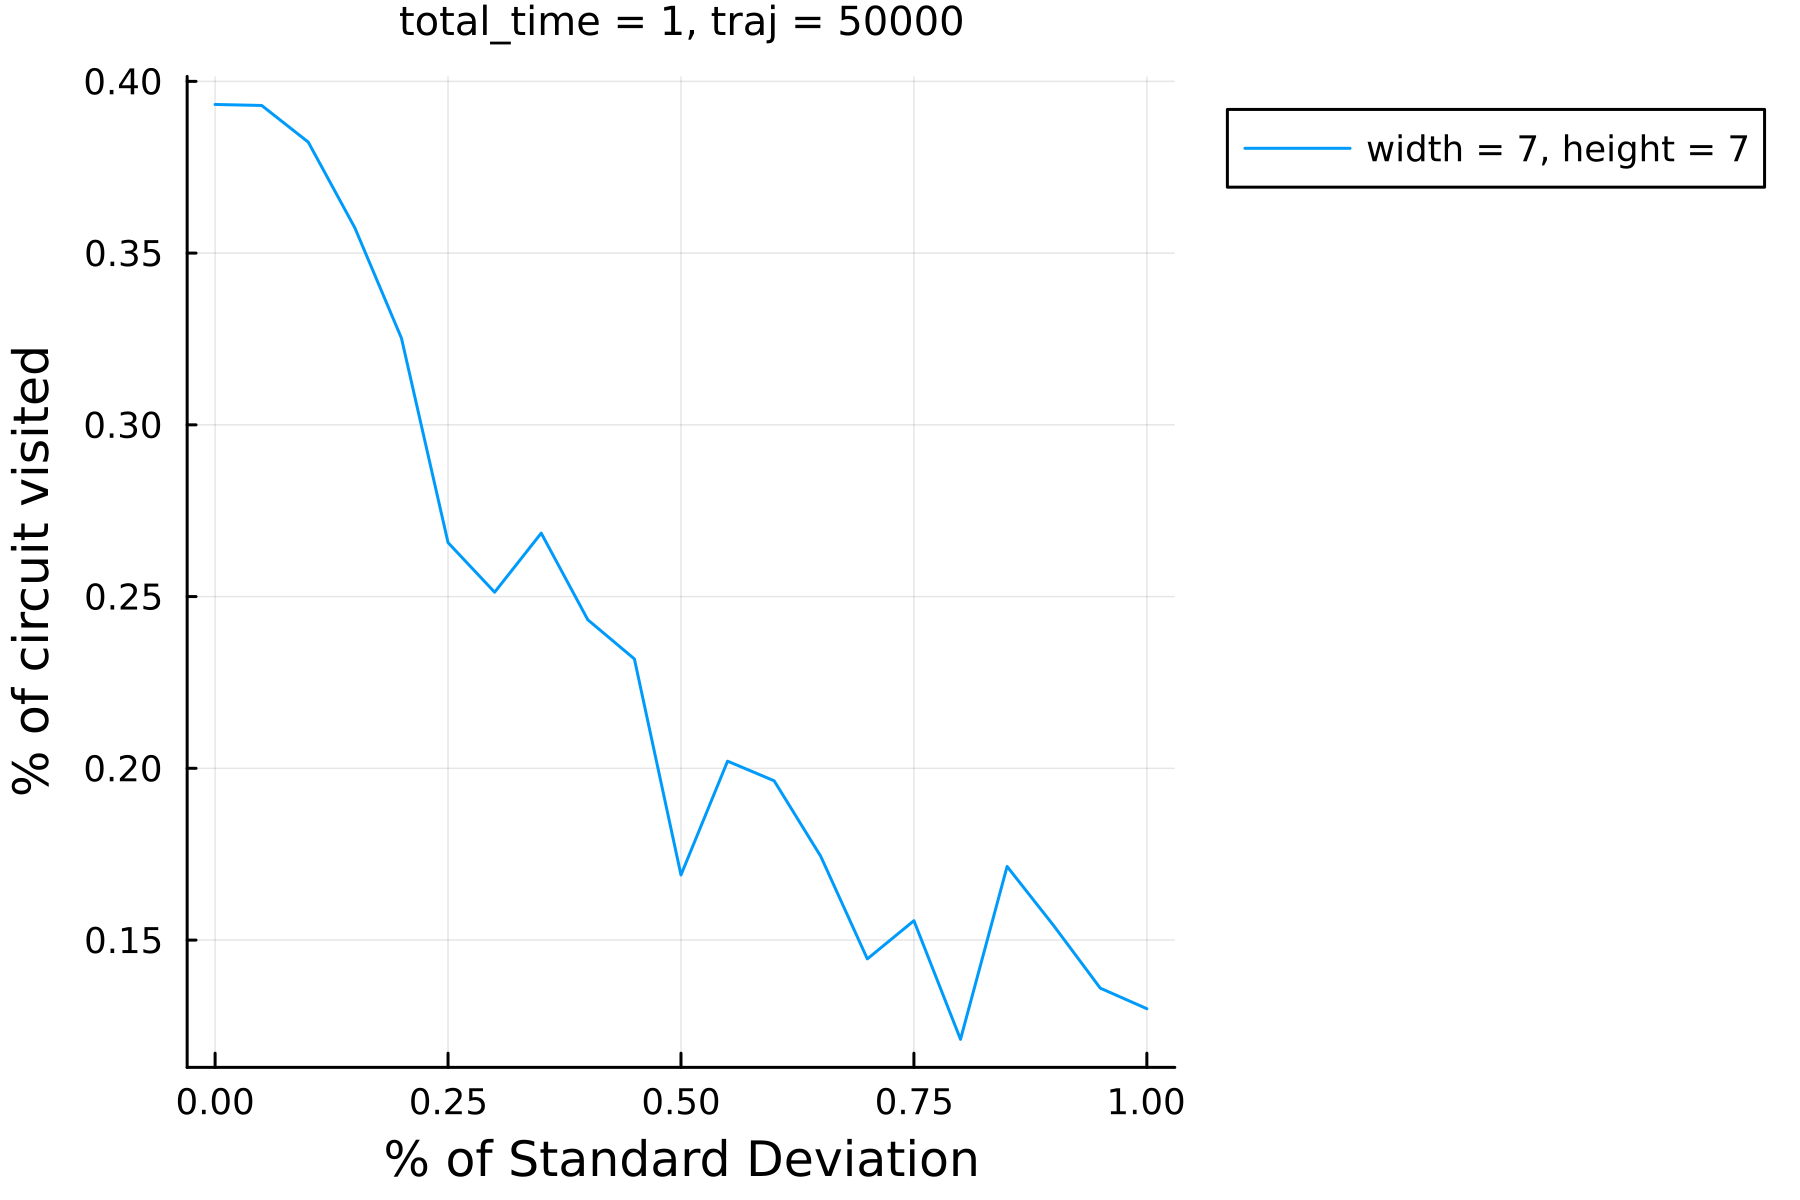 total_time = 1, traj = 50000
0.40
0.35
0.30
0.25
0.20
0.15
% of circuit visited
0.00 0.25 0.50 0.75 1.00
% of Standard Deviation
width = 7, height = 7